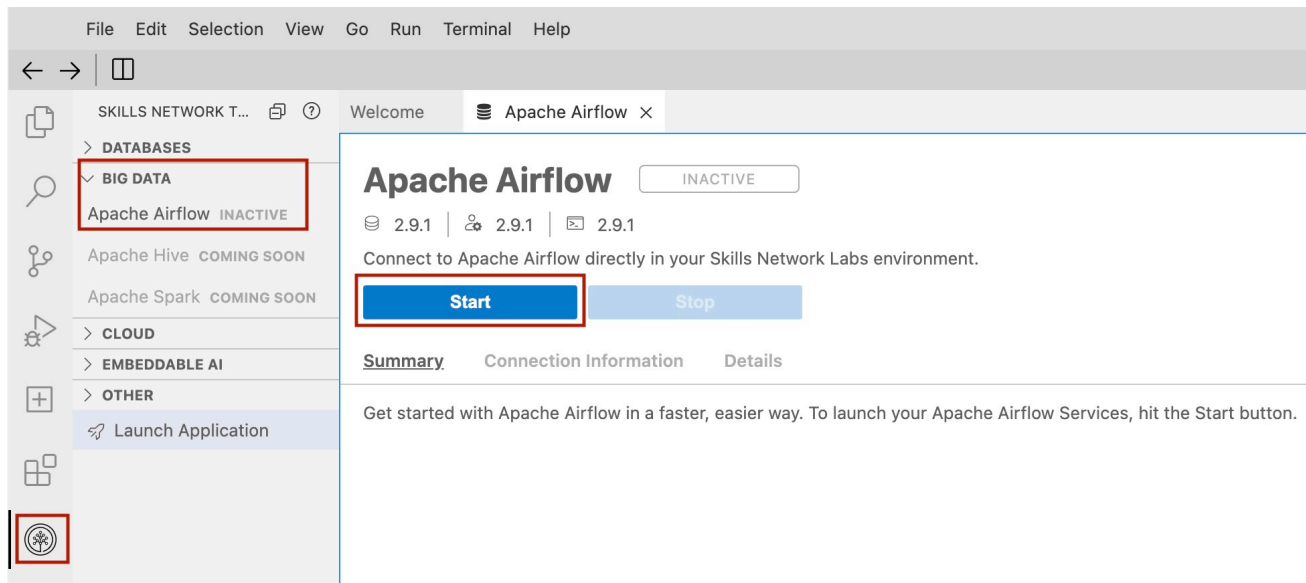 File Edit Selection View Go Run Terminal Help
SKILLS NETWORK T...
DATABASES
BIG DATA
Apache Airflow INACTIVE
Apache Hive COMING SOON
Apache Spark COMING SOON
CLOUD
EMBEDDABLE AI
OTHER
Launch Application
Welcome Apache Airflow
Apache Airflow INACTIVE
2.9.1 2.9.1 2.9.1
Connect to Apache Airflow directly in your Skills Network Labs environment.
Start Stop
Summary Connection Information Details
Get started with Apache Airflow in a faster, easier way. To launch your Apache Airflow Services, hit the Start button.